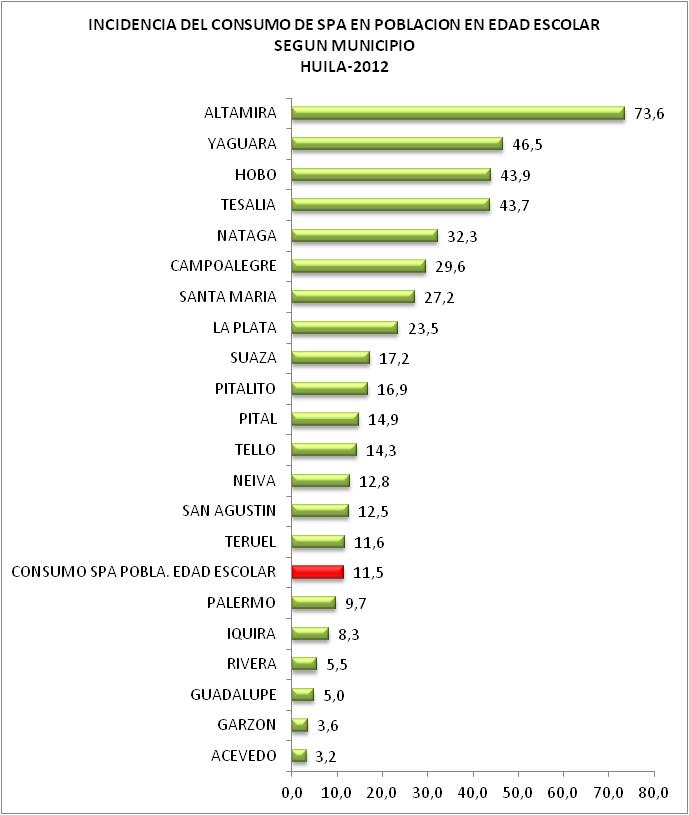 INCIDENCIA DEL CONSUMO DE SPA EN POBLACION EN EDAD ESCOLAR
SEGUN MUNICIPIO
HUILA-2012
ALTAMIRA 73,6
YAGUARA 46,5
HOBO 43,9
TESALIA 43,7
NATAGA 32,3
CAMPOALEGRE 29,6
SANTA MARIA 27,2
LA PLATA 23,5
SUAZA 17,2
PITALITO 16,9
PITAL 14,9
TELLO 14,3
NEIVA 12,8
SAN AGUSTIN 12,5
TERUEL 11,6
CONSUMO SPA POBLA. EDAD ESCOLAR 11,5
PALERMO 9,7
IQUIRA 8,3
RIVERA 5,5
GUADALUPE 5,0
GARZON 3,6
ACEVEDO 3,2
0,0 10,0 20,0 30,0 40,0 50,0 60,0 70,0 80,0